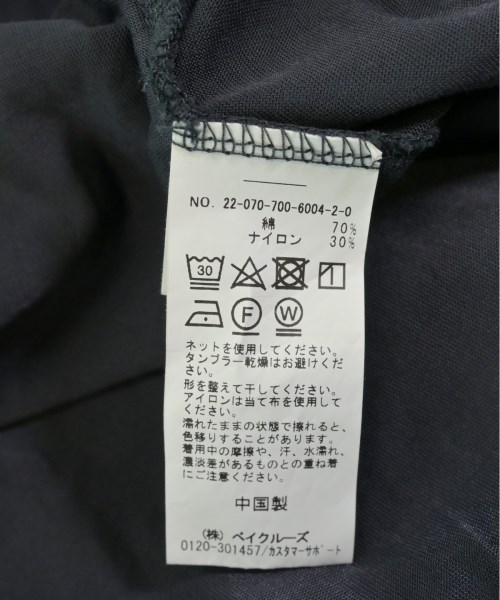 NO. 22-070-700-6004-2-0
綿 70%
ナイロン 30%
30
F W
ネットを使用してください。
タンブラー乾燥はお避けくださ
い。
形を整えて干してください。
アイロンは当て布を使用して
ください。
濡れたままの状態で擦れると、
色移りすることがあります。
着用中の摩擦や、汗、水濡れ、
濃淡差があるものとの重ね着
にご注意ください。
中国製
(株) ベイクルーズ
0120-301457/カスタマーサポート